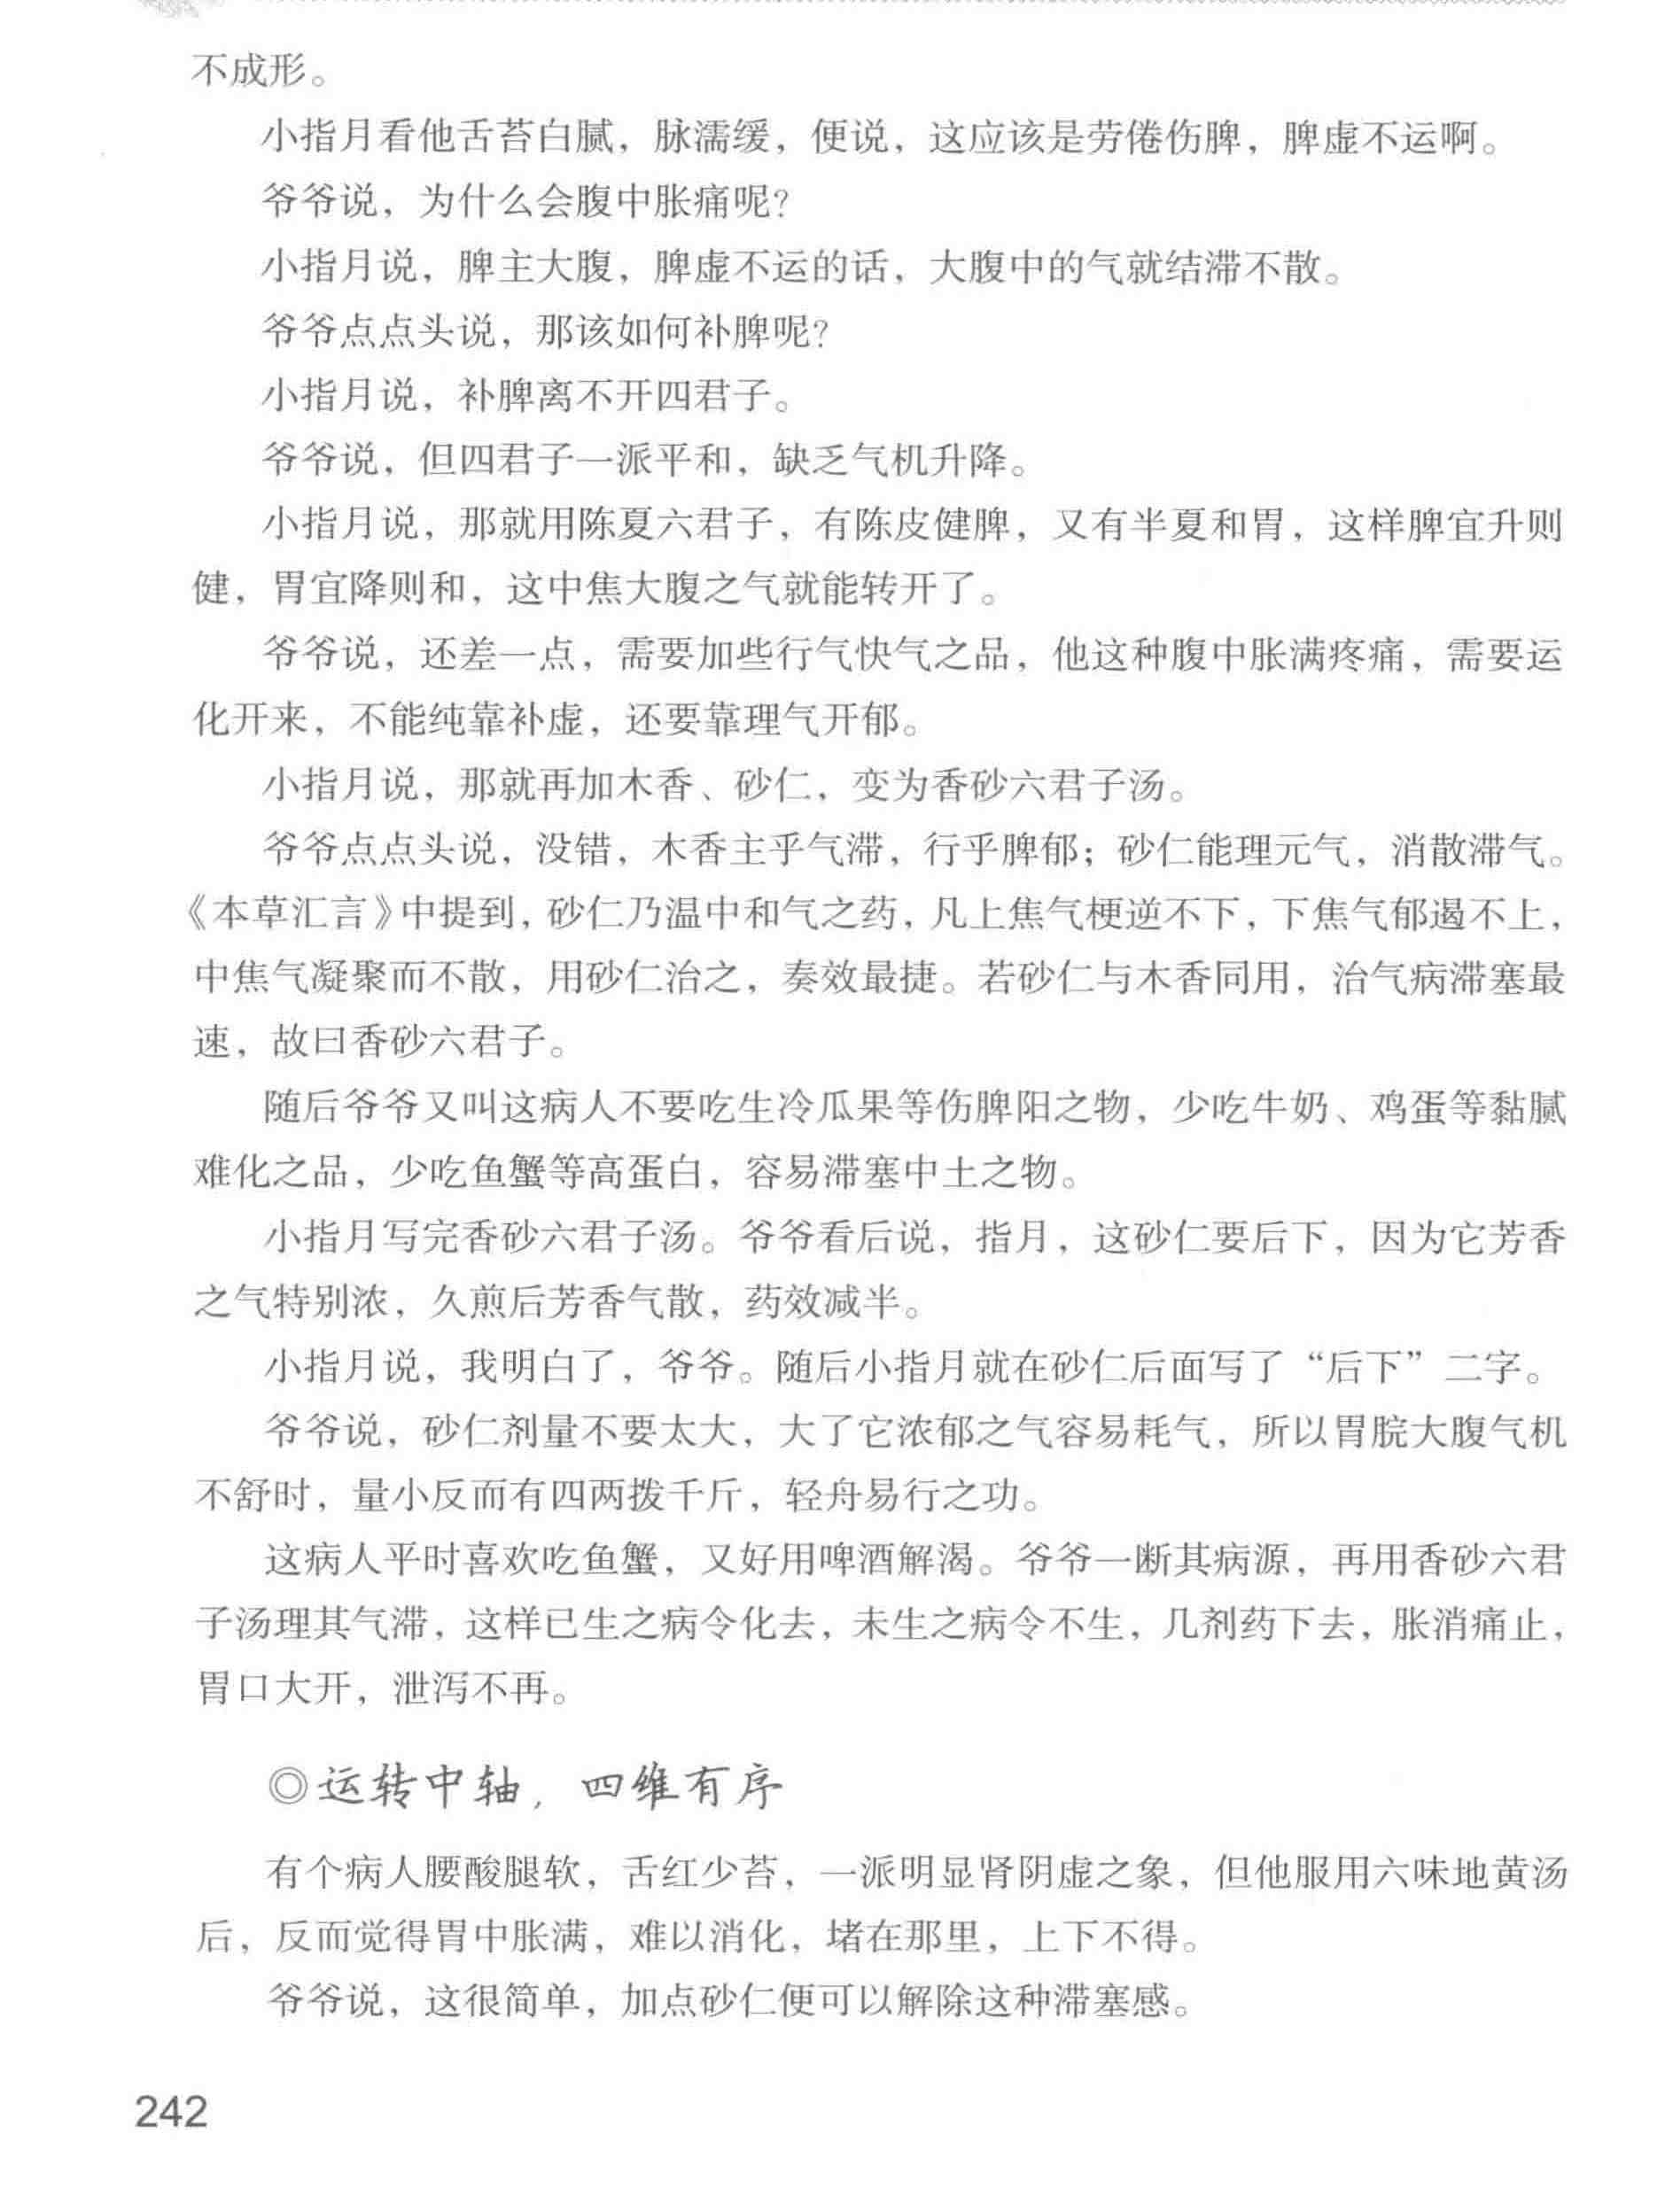 不成形。
小指月看他舌苔白腻，脉濡缓，便说，这应该是劳倦伤脾，脾虚不运啊。
爷爷说，为什么会腹中胀痛呢？
小指月说，脾主大腹，脾虚不运的话，大腹中的气就结滞不散。
爷爷点点头说，那该如何补脾呢？
小指月说，补脾离不开四君子。
爷爷说，但四君子一派平和，缺乏气机升降。
小指月说，那就用陈夏六君子，有陈皮健脾，又有半夏和胃，这样脾宜升则
健，胃宜降则和，这中焦大腹之气就能转开了。
爷爷说，还差一点，需要加些行气快气之品，他这种腹中胀满疼痛，需要运
化开来，不能纯靠补虚，还要靠理气开郁。
小指月说，那就再加木香、砂仁，变为香砂六君子汤。
爷爷点点头说，没错，木香主乎气滞，行乎脾郁；砂仁能理元气，消散滞气。
《本草汇言》中提到，砂仁乃温中和气之药，凡上焦气梗逆不下，下焦气郁遏不上，
中焦气凝聚而不散，用砂仁治之，奏效最捷。若砂仁与木香同用，治气病滞塞最
速，故曰香砂六君子。
随后爷爷又叫这病人不要吃生冷瓜果等伤脾阳之物，少吃牛奶、鸡蛋等黏腻
难化之品，少吃鱼蟹等高蛋白，容易滞塞中土之物。
小指月写完香砂六君子汤。爷爷看后说，指月，这砂仁要后下，因为它芳香
之气特别浓，久煎后芳香气散，药效减半。
小指月说，我明白了，爷爷。随后小指月就在砂仁后面写了“后下”二字。
爷爷说，砂仁剂量不要太大，大了它浓郁之气容易耗气，所以胃脘大腹气机
不舒时，量小反而有四两拨千斤，轻舟易行之功。
这病人平时喜欢吃鱼蟹，又好用啤酒解渴。爷爷一断其病源，再用香砂六君
子汤理其气滞，这样已生之病令化去，未生之病令不生，几剂药下去，胀消痛止，
胃口大开，泄泻不再。
◎运转中轴，四维有序
有个病人腰酸腿软，舌红少苔，一派明显肾阴虚之象，但他服用六味地黄汤
后，反而觉得胃中胀满，难以消化，堵在那里，上下不得。
爷爷说，这很简单，加点砂仁便可以解除这种滞塞感。
242